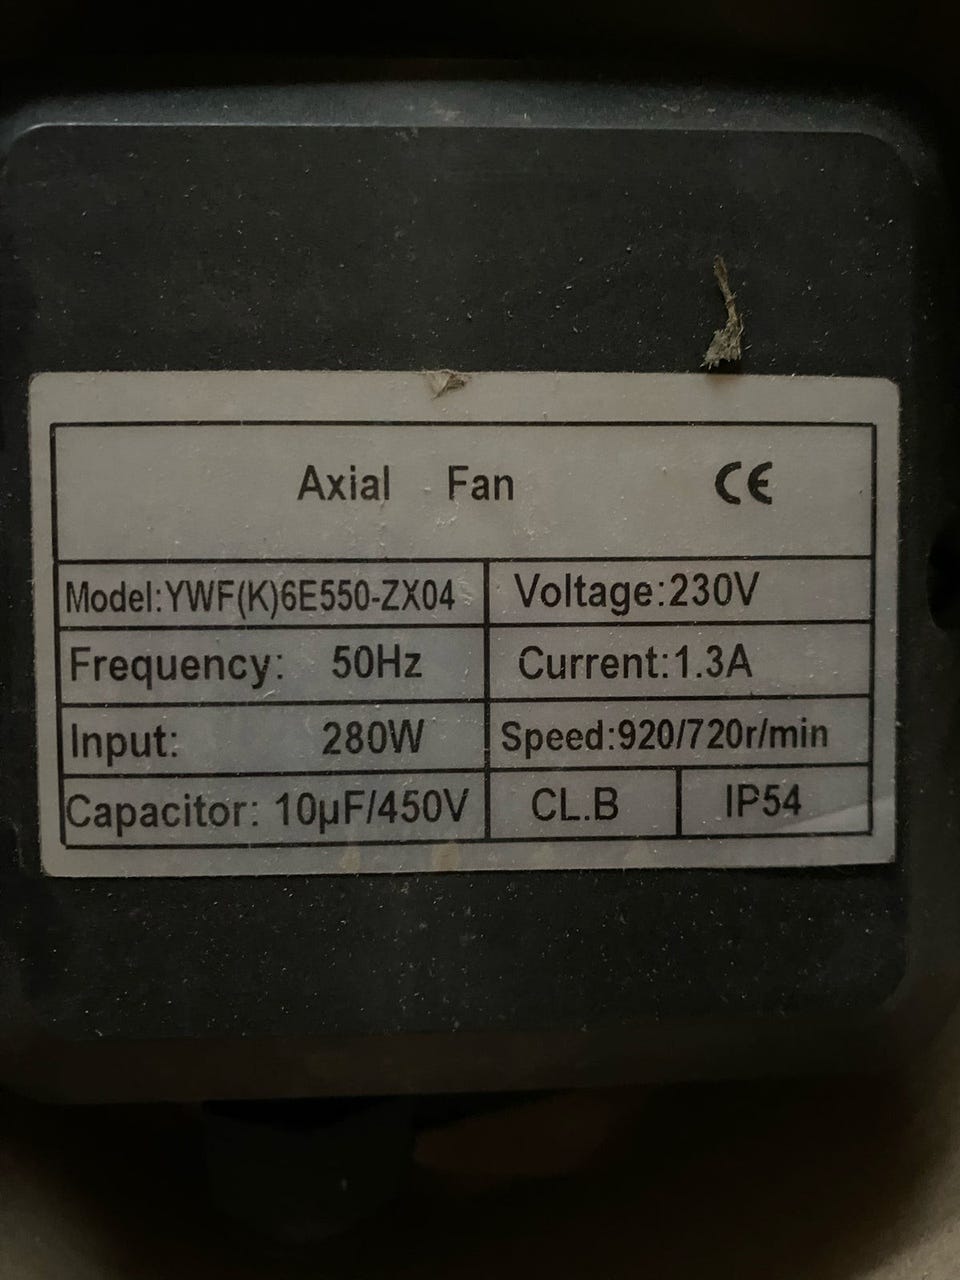 Axial Fan CE
Model:YWF(K)6E550-ZX04 Voltage:230V
Frequency: 50Hz Current:1.3A
Input: 280W Speed:920/720r/min
Capacitor: 10μF/450V CL.B IP54